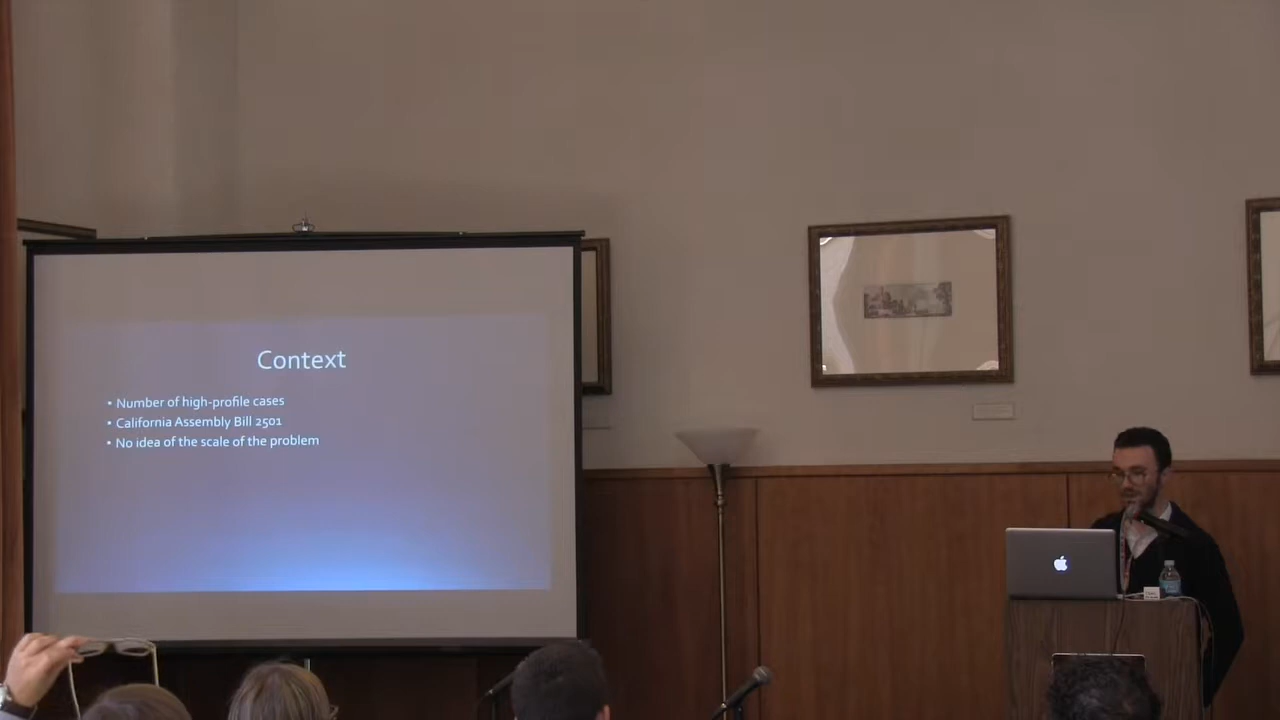 Context
• Number of high-profile cases
• California Assembly Bill 2501
• No idea of the scale of the problem